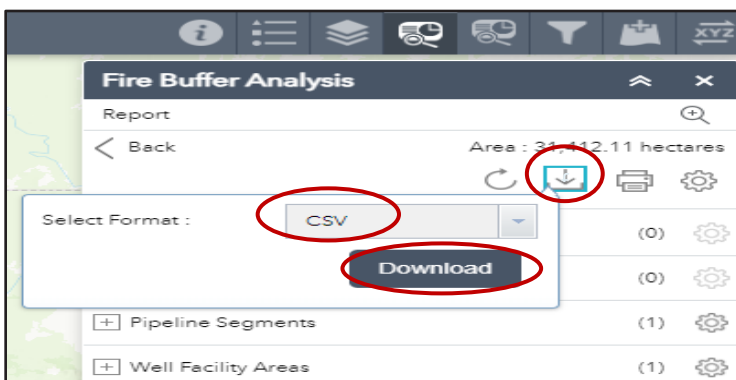 i
XYZ
Fire Buffer Analysis
Report
Back
Area : 31,412.11 hectares
Select Format :
CSV
(0)
Download
(0)
Pipeline Segments
(1)
Well Facility Areas
(1)